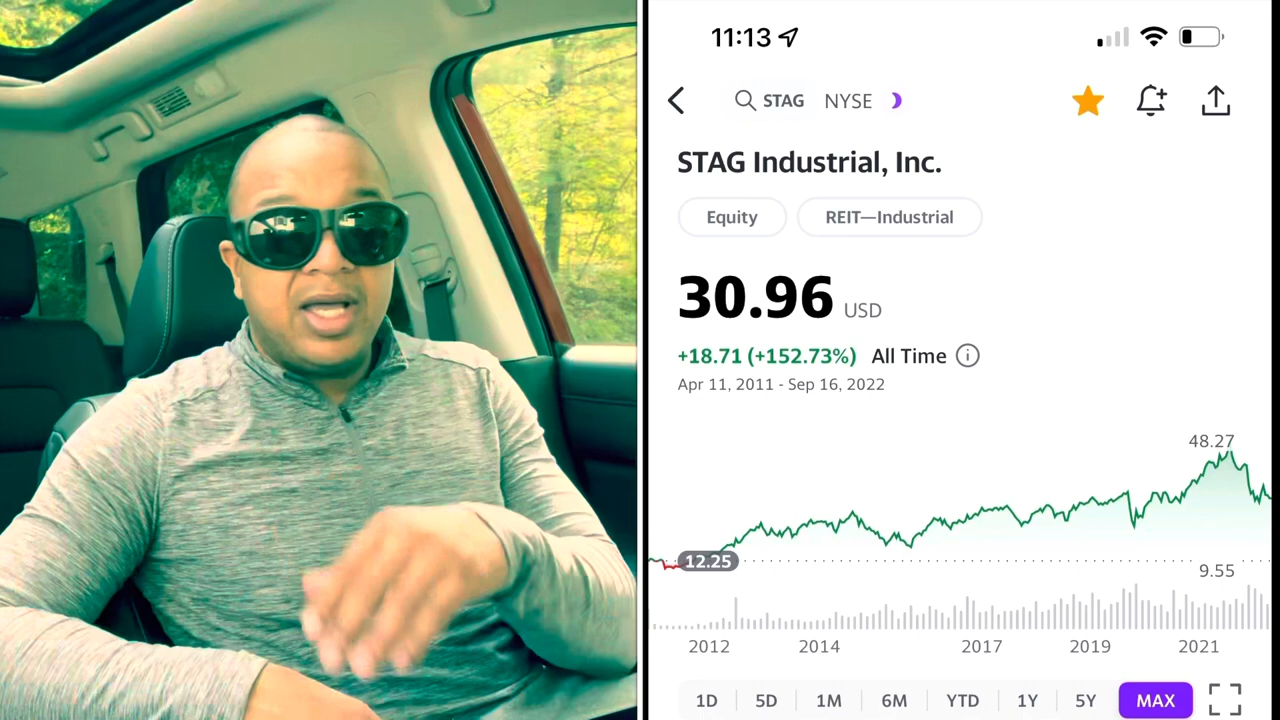 11:13
STAG NYSE
STAG Industrial, Inc.
Equity REIT—Industrial
30.96 USD
+18.71 (+152.73%) All Time
Apr 11, 2011 - Sep 16, 2022
48.27
12.25
9.55
2012 2014 2017 2019 2021
1D 5D 1M 6M YTD 1Y 5Y MAX